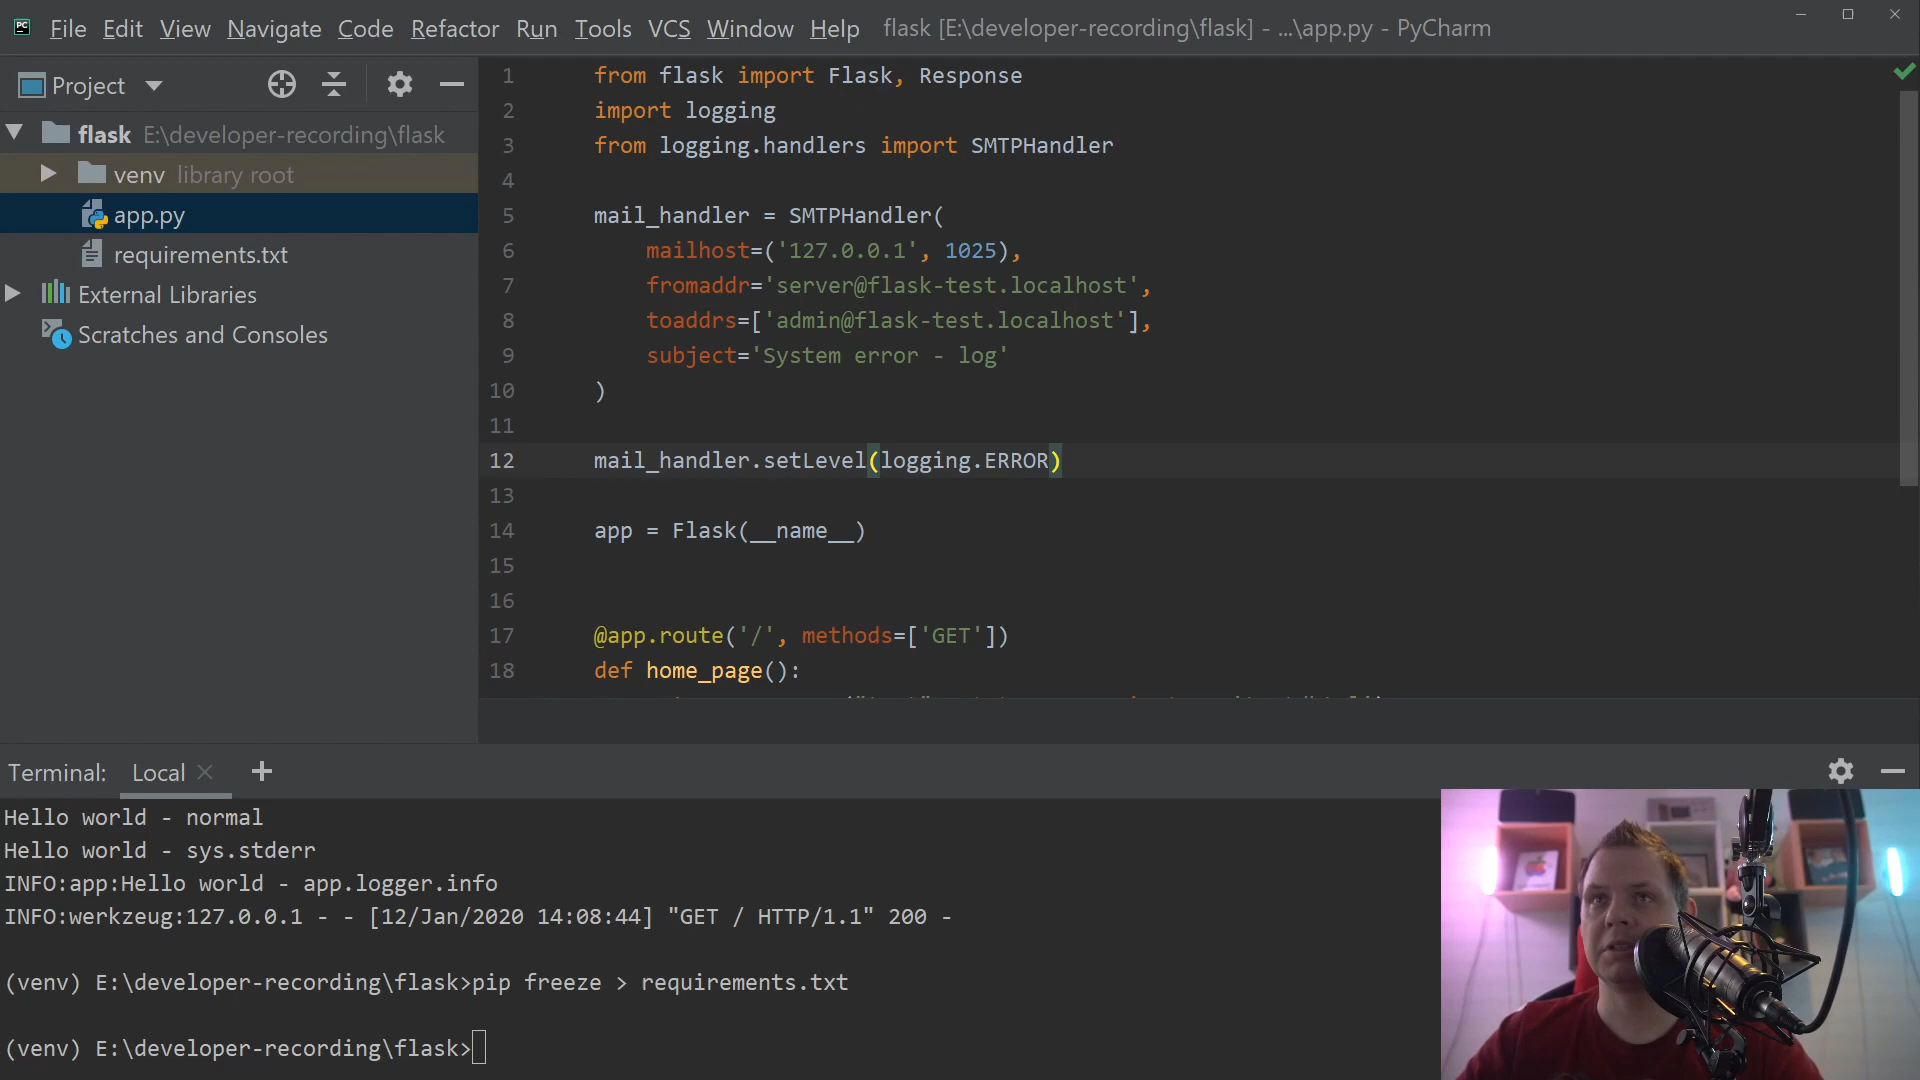 File Edit View Navigate Code Refactor Run Tools VCS Window Help flask [E:\developer-recording\flask] - ...\app.py - PyCharm
Project
flask E:\developer-recording\flask
venv library root
app.py
requirements.txt
External Libraries
Scratches and Consoles
1 from flask import Flask, Response
2 import logging
3 from logging.handlers import SMTPHandler
4
5 mail_handler = SMTPHandler(
6 mailhost=('127.0.0.1', 1025),
7 fromaddr='server@flask-test.localhost',
8 toaddrs=['admin@flask-test.localhost'],
9 subject='System error - log'
10 )
11
12 mail_handler.setLevel(logging.ERROR)
13
14 app = Flask(__name__)
15
16
17 @app.route('/', methods=['GET'])
18 def home_page():
Terminal: Local
Hello world - normal
Hello world - sys.stderr
INFO:app:Hello world - app.logger.info
INFO:werkzeug:127.0.0.1 - - [12/Jan/2020 14:08:44] "GET / HTTP/1.1" 200 -
(venv) E:\developer-recording\flask>pip freeze > requirements.txt
(venv) E:\developer-recording\flask>